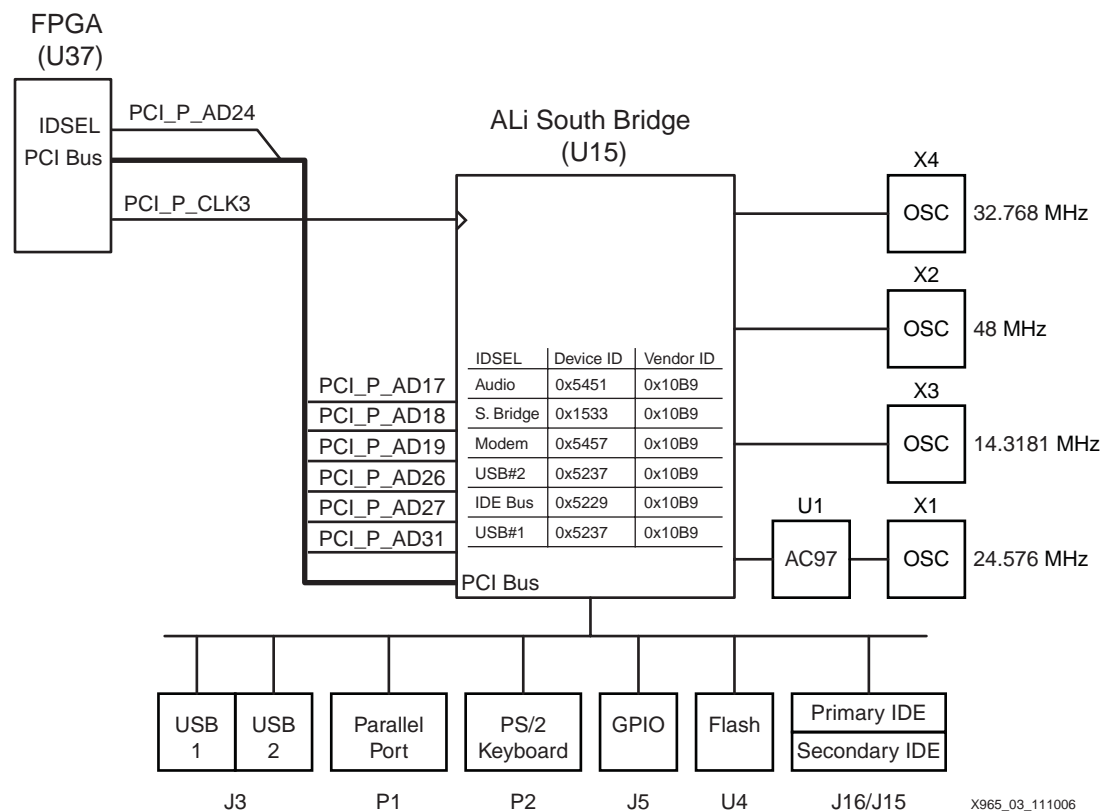 FPGA
(U37)
IDSEL
PCI Bus
PCI_P_AD24
PCI_P_CLK3
ALi South Bridge
(U15)
X4
OSC 32.768 MHz
X2
OSC 48 MHz
X3
OSC 14.3181 MHz
U1 X1
AC97 OSC 24.576 MHz
IDSEL Device ID Vendor ID
PCI_P_AD17 Audio 0x5451 0x10B9
PCI_P_AD18 S. Bridge 0x1533 0x10B9
PCI_P_AD19 Modem 0x5457 0x10B9
PCI_P_AD26 USB#2 0x5237 0x10B9
PCI_P_AD27 IDE Bus 0x5229 0x10B9
PCI_P_AD31 USB#1 0x5237 0x10B9
PCI Bus
USB
1
USB
2
Parallel
Port
PS/2
Keyboard
GPIO
Flash
Primary IDE
Secondary IDE
J3 P1 P2 J5 U4 J16/J15
X965_03_111006